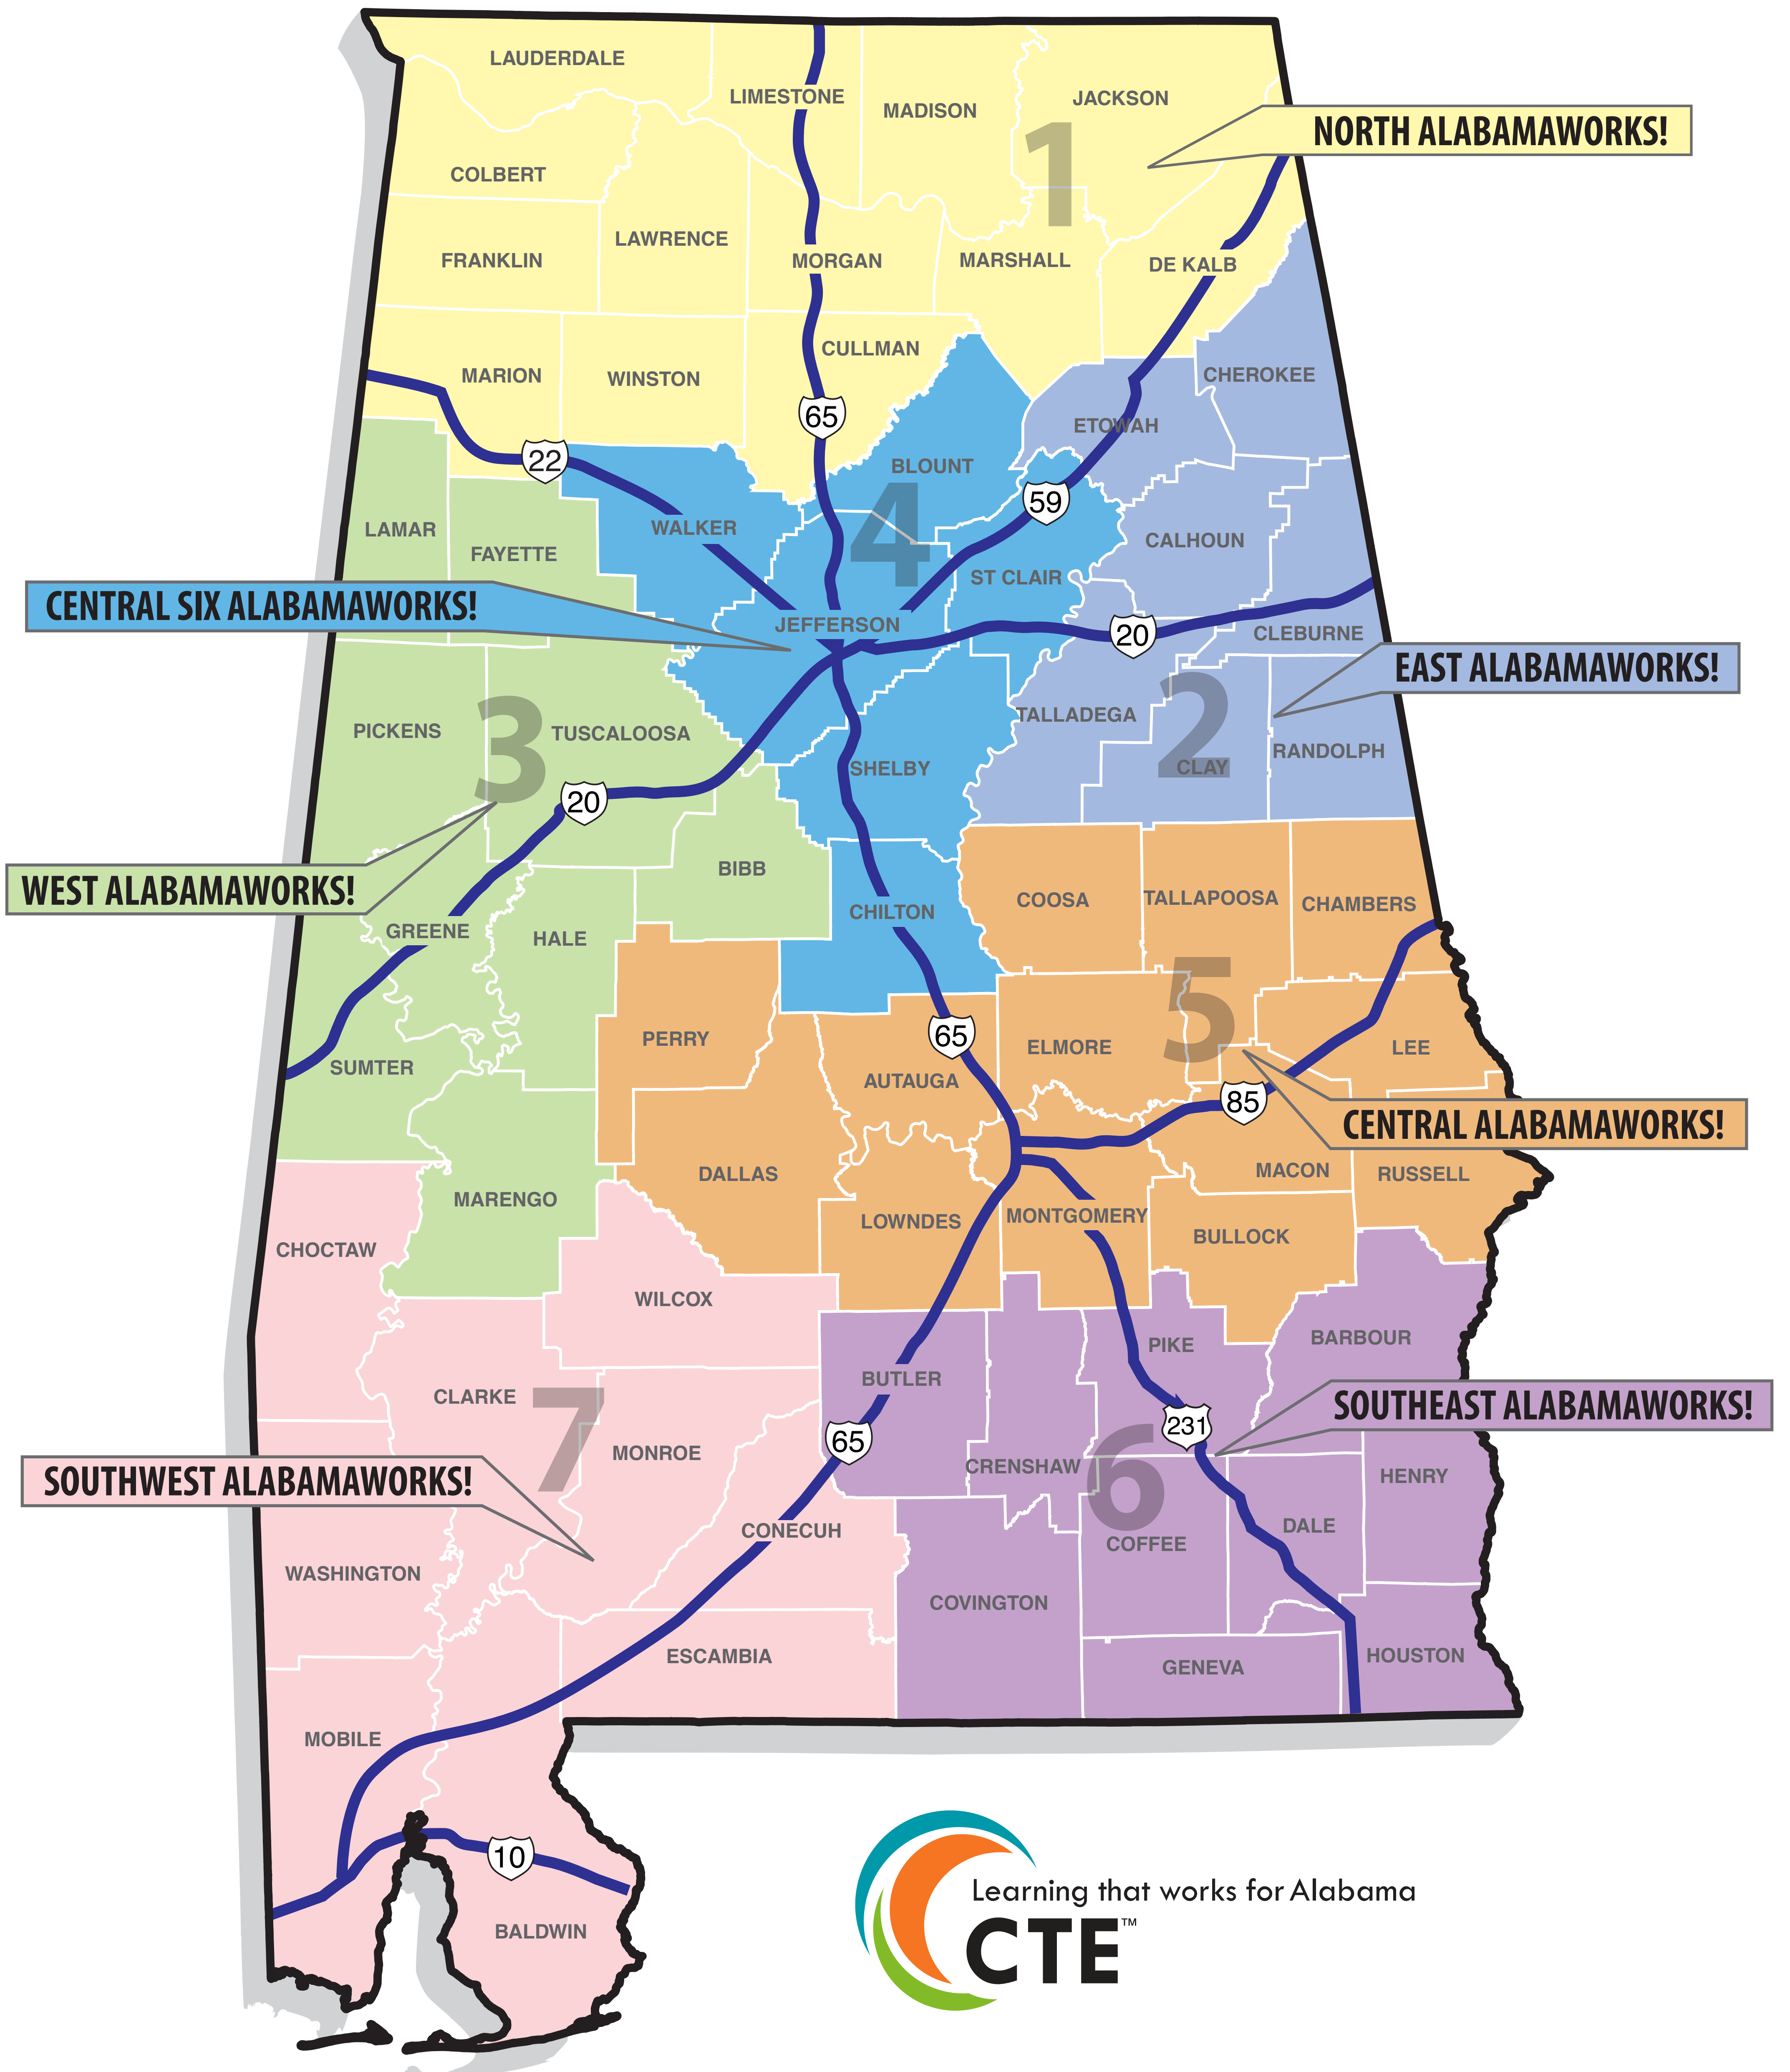 LAUDERDALE
LIMESTONE
MADISON
JACKSON
1
NORTH ALABAMAWORKS!
COLBERT
LAWRENCE
FRANKLIN
MORGAN
MARSHALL
DE KALB
CULLMAN
MARION
WINSTON
CHEROKEE
65
ETOWAH
22
BLOUNT
59
4
LAMAR
WALKER
FAYETTE
CALHOUN
ST CLAIR
CENTRAL SIX ALABAMAWORKS!
JEFFERSON
20
CLEBURNE
EAST ALABAMAWORKS!
2
TALLADEGA
PICKENS
3
TUSCALOOSA
RANDOLPH
CLAY
SHELBY
20
BIBB
WEST ALABAMAWORKS!
COOSA
TALLAPOOSA
CHAMBERS
CHILTON
GREENE
HALE
5
65
PERRY
ELMORE
LEE
SUMTER
AUTAUGA
85
CENTRAL ALABAMAWORKS!
DALLAS
MACON
RUSSELL
MARENGO
LOWNDES
MONTGOMERY
BULLOCK
CHOCTAW
WILCOX
PIKE
BARBOUR
BUTLER
CLARKE
7
SOUTHEAST ALABAMAWORKS!
231
65
MONROE
CRENSHAW
6
HENRY
SOUTHWEST ALABAMAWORKS!
CONECUH
DALE
COFFEE
WASHINGTON
COVINGTON
ESCAMBIA
GENEVA
HOUSTON
MOBILE
10
BALDWIN
Learning that works for Alabama
CTE™